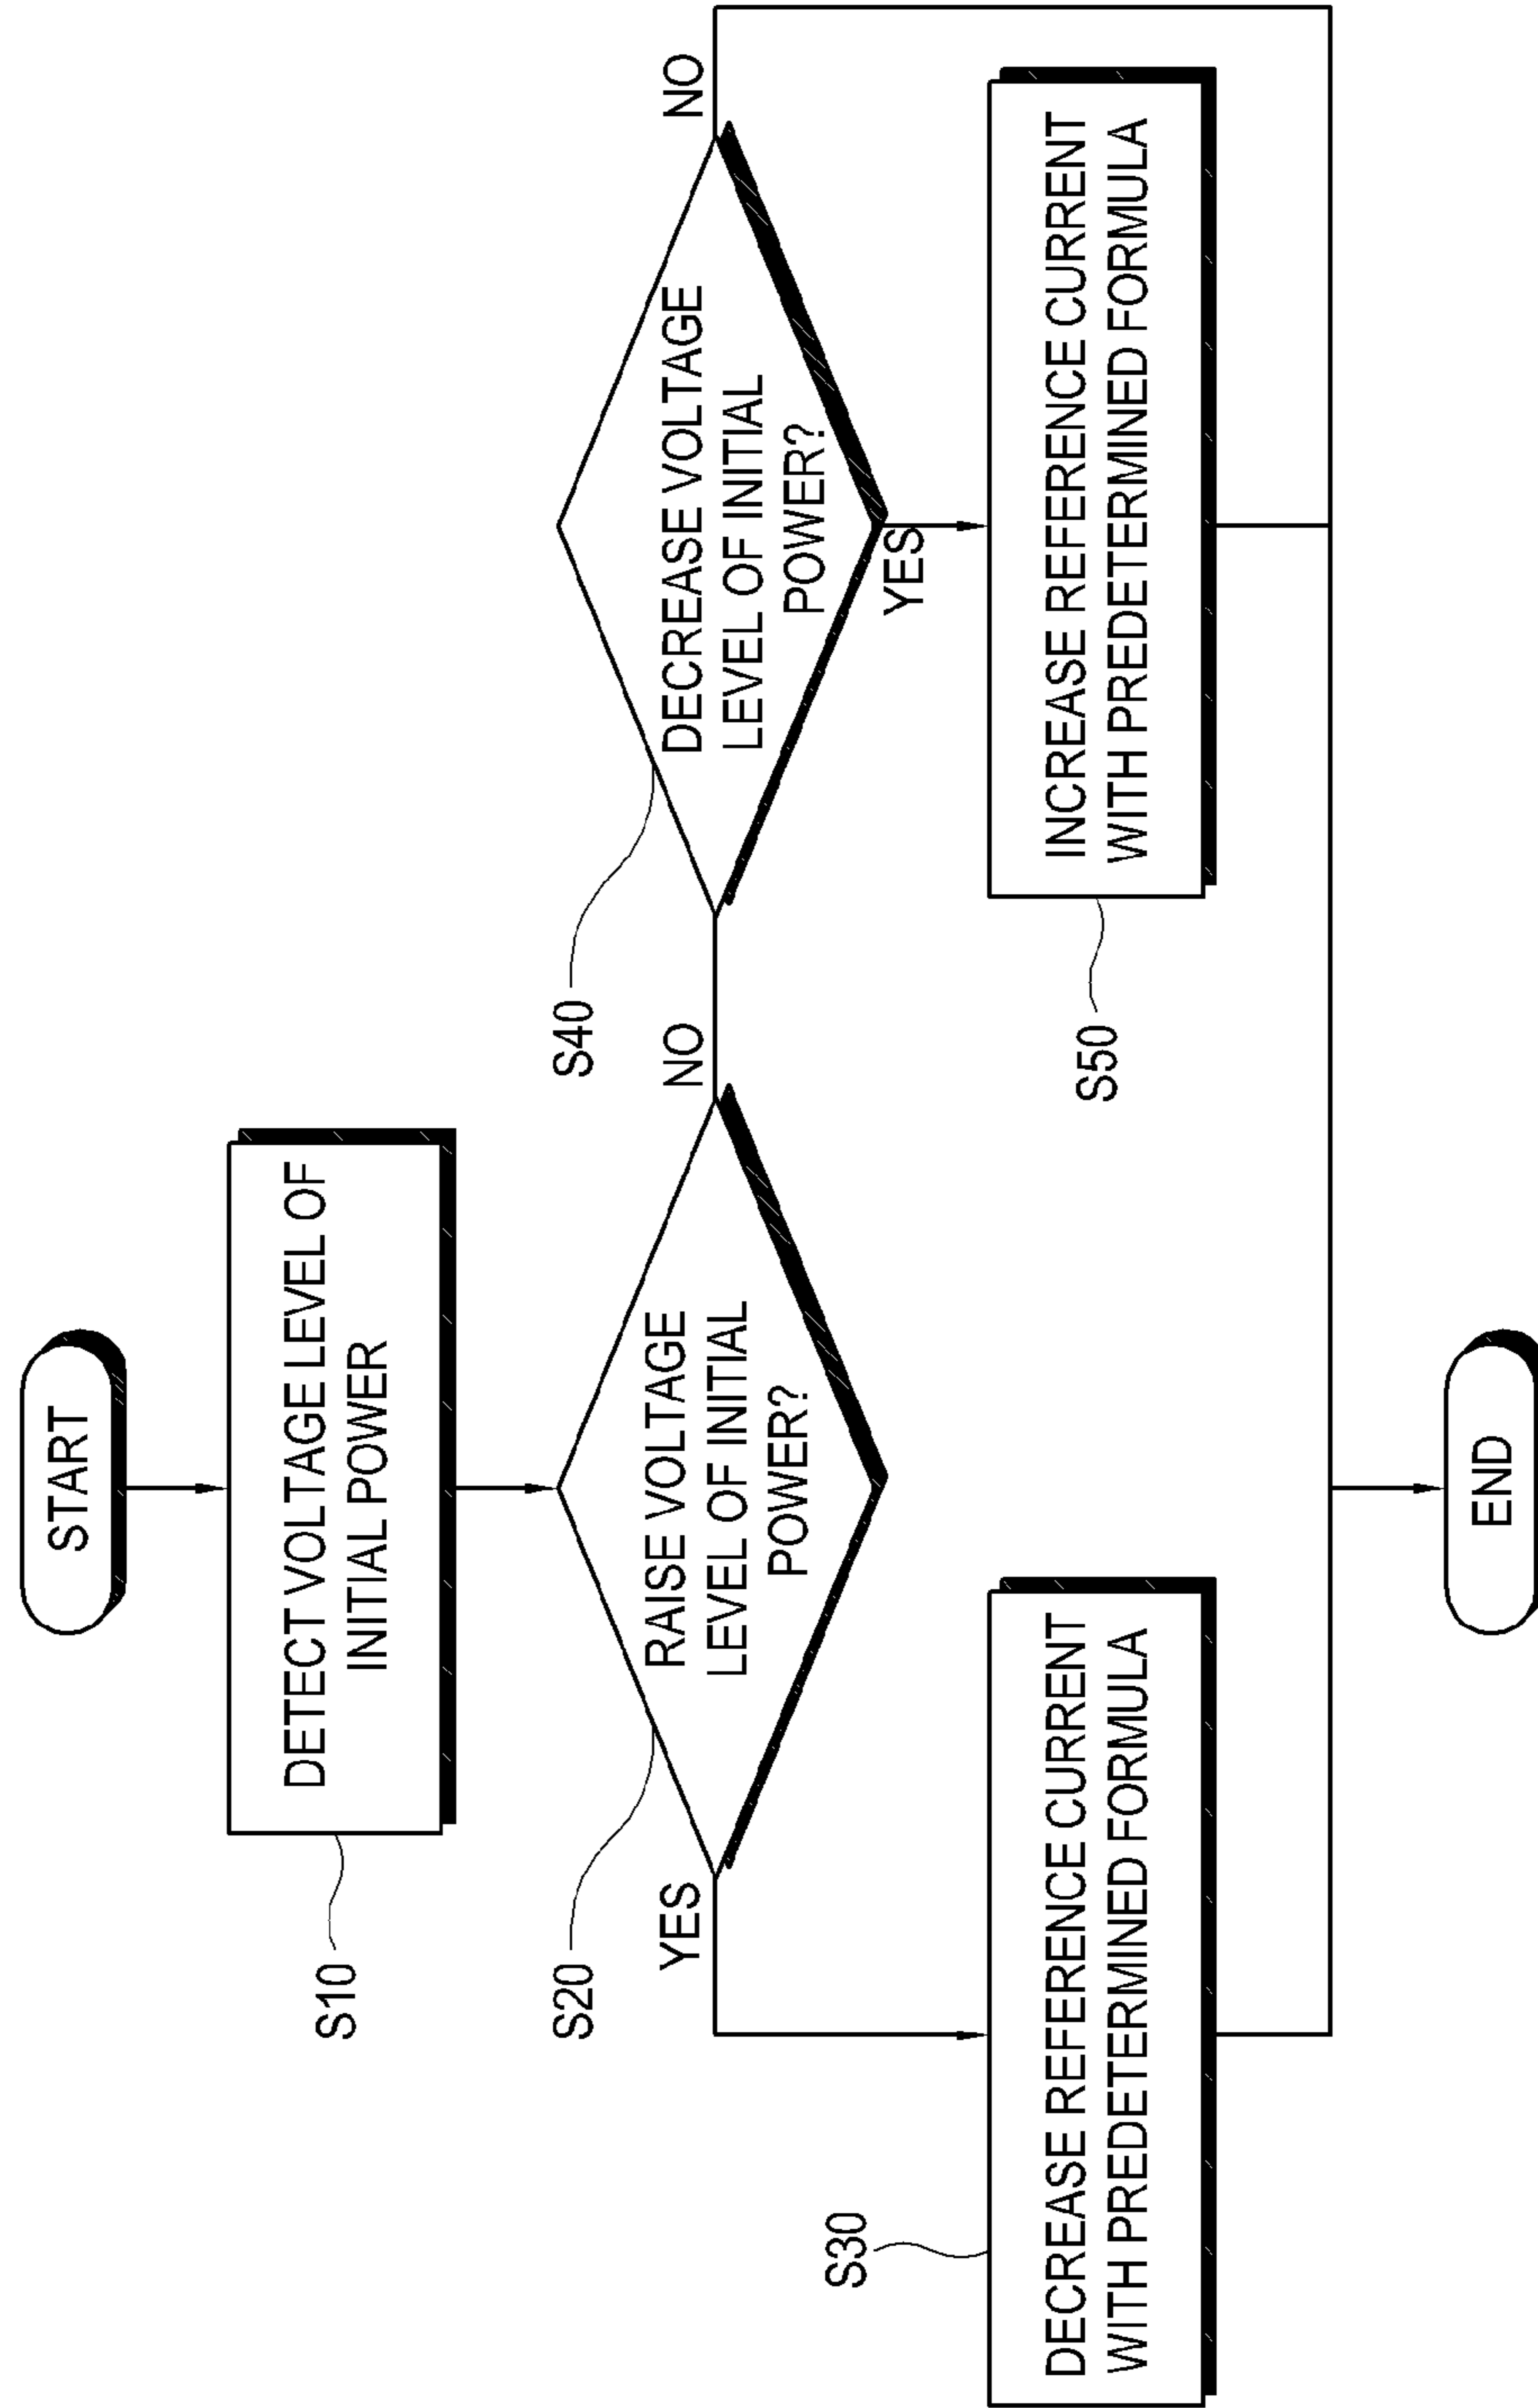 START
DETECT VOLTAGE LEVEL OF
INITIAL POWER
S10
RAISE VOLTAGE
LEVEL OF INITIAL
POWER?
S20
YES
NO
DECREASE REFERENCE CURRENT
WITH PREDETERMINED FORMULA
S30
DECREASE VOLTAGE
LEVEL OF INITIAL
POWER?
S40
NO
YES
INCREASE REFERENCE CURRENT
WITH PREDETERMINED FORMULA
S50
END